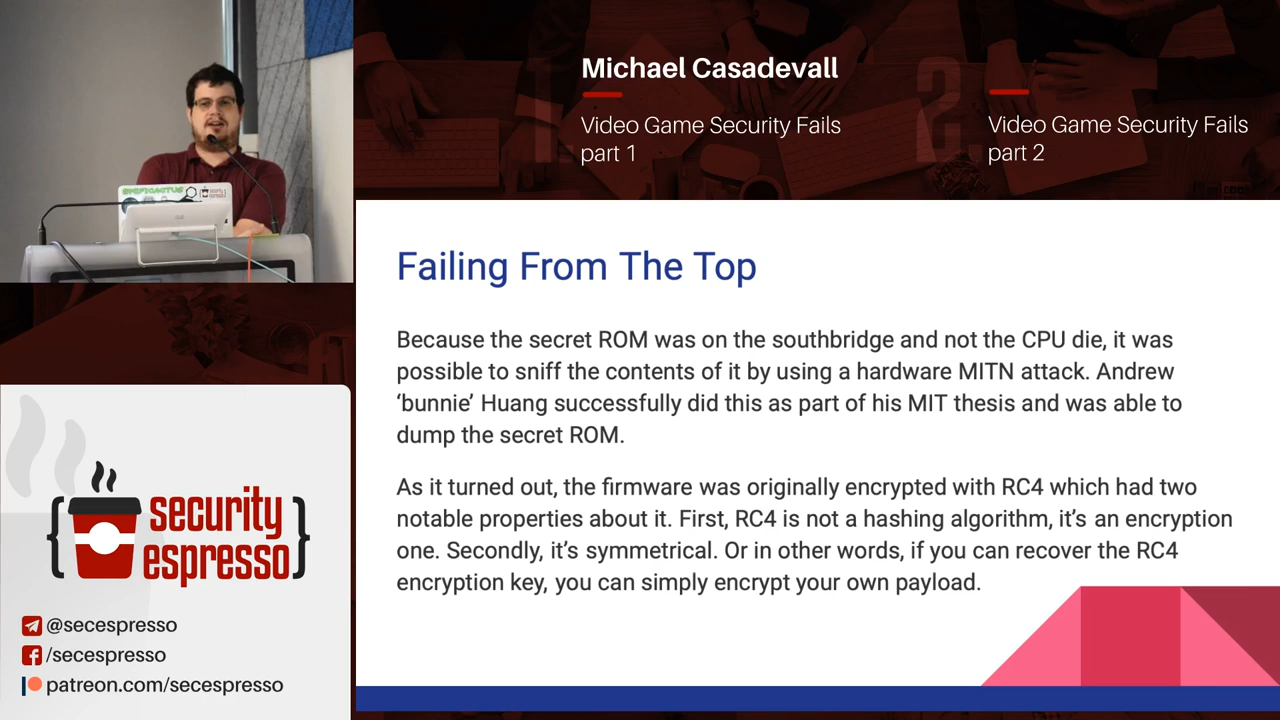 Michael Casadevall
1
Video Game Security Fails
part 1
2
Video Game Security Fails
part 2
Failing From The Top
Because the secret ROM was on the southbridge and not the CPU die, it was
possible to sniff the contents of it by using a hardware MITN attack. Andrew
‘bunnie’ Huang successfully did this as part of his MIT thesis and was able to
dump the secret ROM.
As it turned out, the firmware was originally encrypted with RC4 which had two
notable properties about it. First, RC4 is not a hashing algorithm, it’s an encryption
one. Secondly, it’s symmetrical. Or in other words, if you can recover the RC4
encryption key, you can simply encrypt your own payload.
{ security }
espresso
@secespresso
/secespresso
patreon.com/secespresso